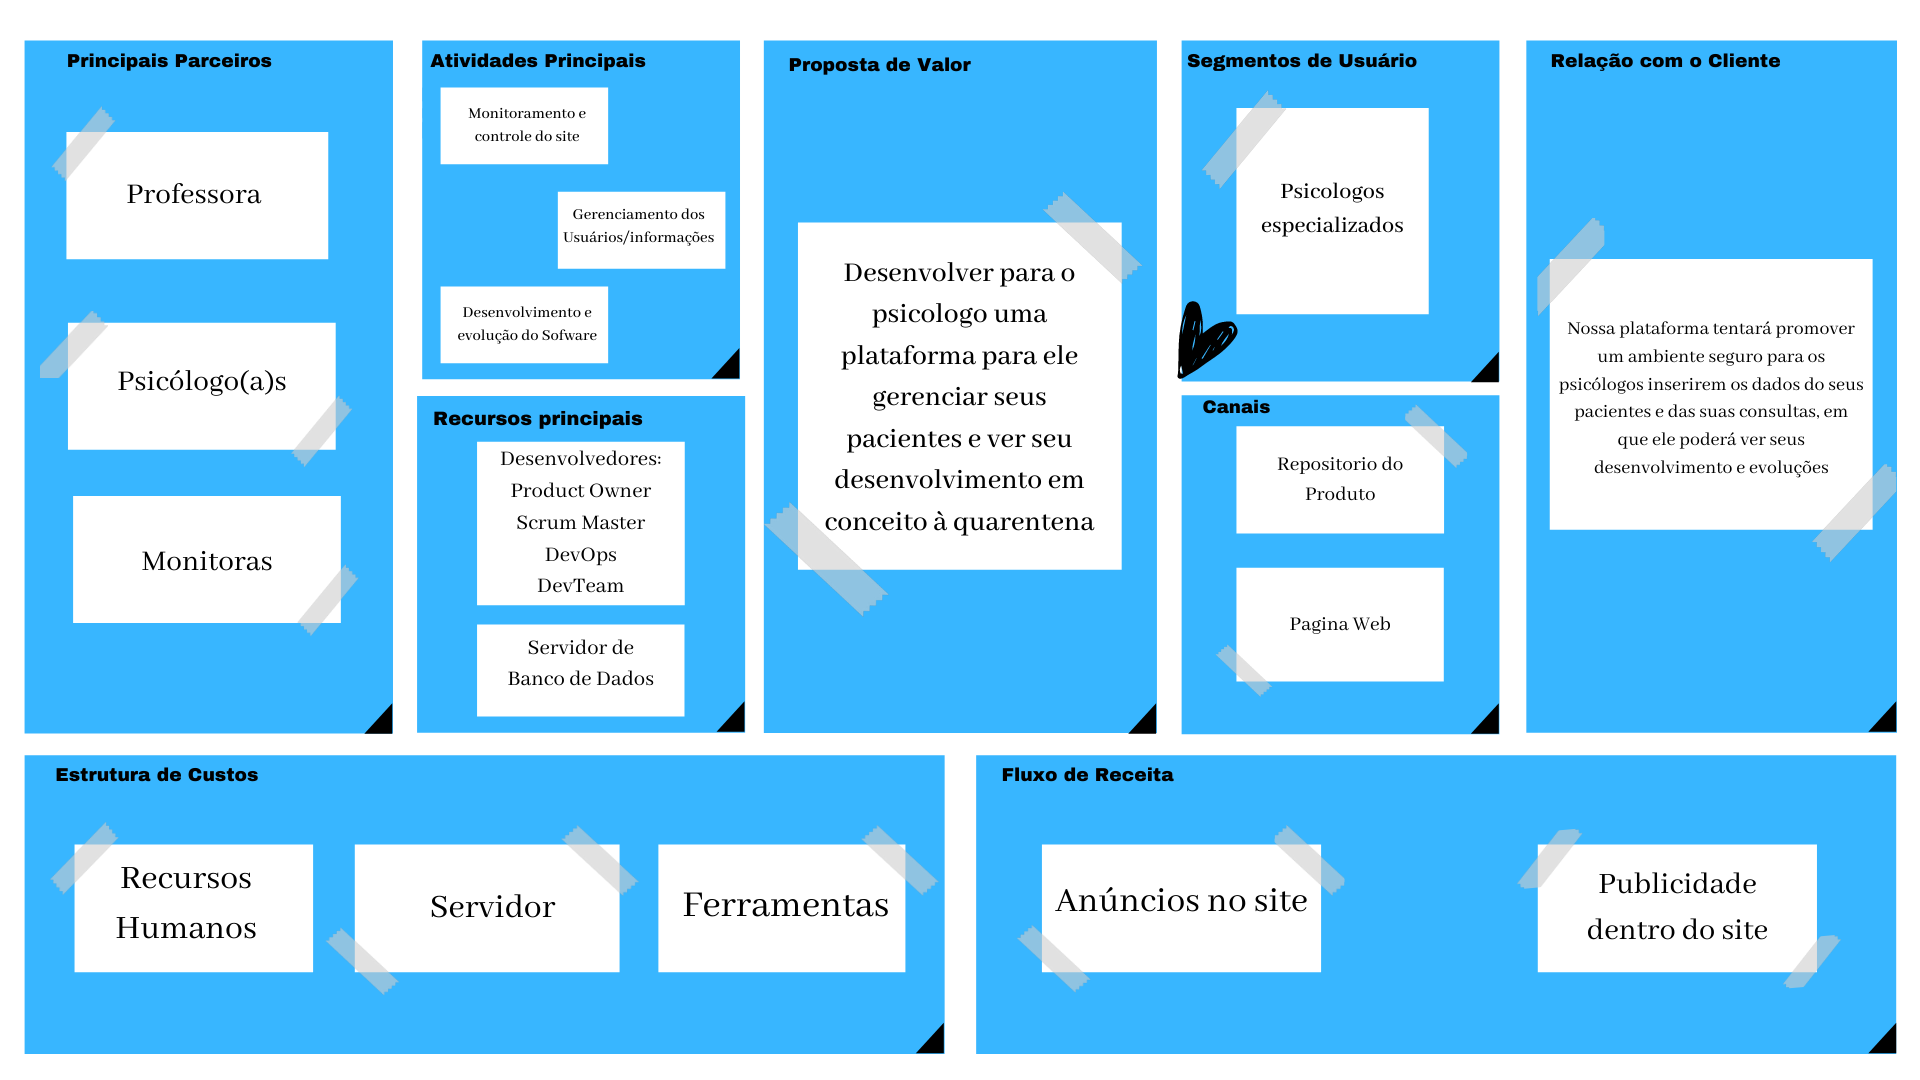 Principais Parceiros
Professora
Psicólogo(a)s
Monitoras
Atividades Principais
Monitoramento e
controle do site
Gerenciamento dos
Usuários/informações
Desenvolvimento e
evolução do Sofware
Recursos principais
Desenvolvedores:
Product Owner
Scrum Master
DevOps
DevTeam
Servidor de
Banco de Dados
Proposta de Valor
Desenvolver para o
psicologo uma
plataforma para ele
gerenciar seus
pacientes e ver seu
desenvolvimento em
conceito à quarentena
Segmentos de Usuário
Psicologos
especializados
Canais
Repositorio do
Produto
Pagina Web
Relação com o Cliente
Nossa plataforma tentará promover
um ambiente seguro para os
psicólogos inserirem os dados do seus
pacientes e das suas consultas, em
que ele poderá ver seus
desenvolvimento e evoluções
Estrutura de Custos
Recursos
Humanos
Servidor
Ferramentas
Fluxo de Receita
Anúncios no site
Publicidade
dentro do site